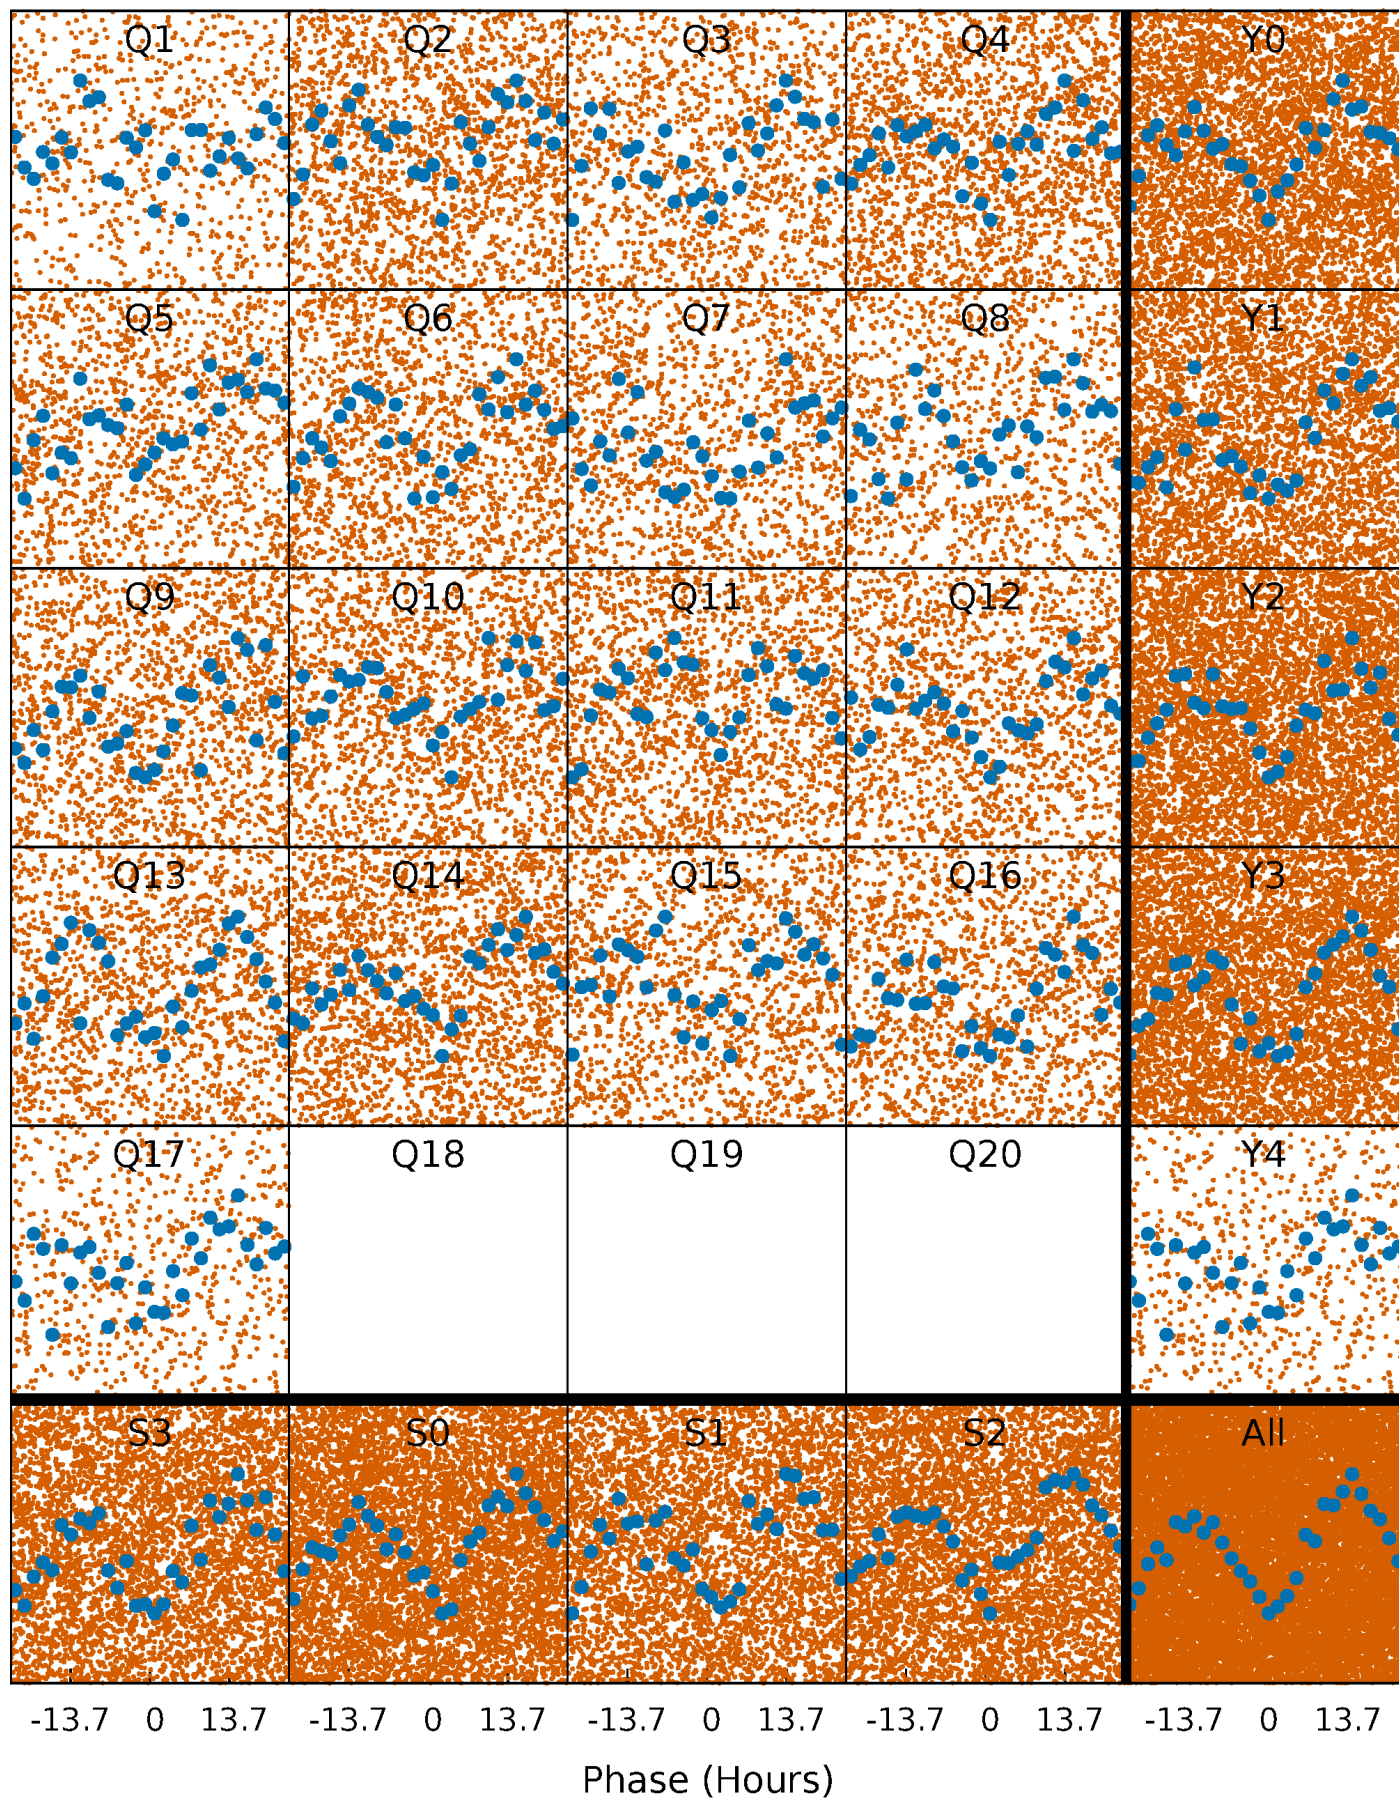 Q1 Q2 Q3 Q4 Y0
Q5 Q6 Q7 Q8 Y1
Q9 Q10 Q11 Q12 Y2
Q13 Q14 Q15 Q16 Y3
Q17 Q18 Q19 Q20 Y4
S3 S0 S1 S2 All
-13.7 0 13.7 -13.7 0 13.7 -13.7 0 13.7 -13.7 0 13.7 -13.7 0 13.7
Phase (Hours)